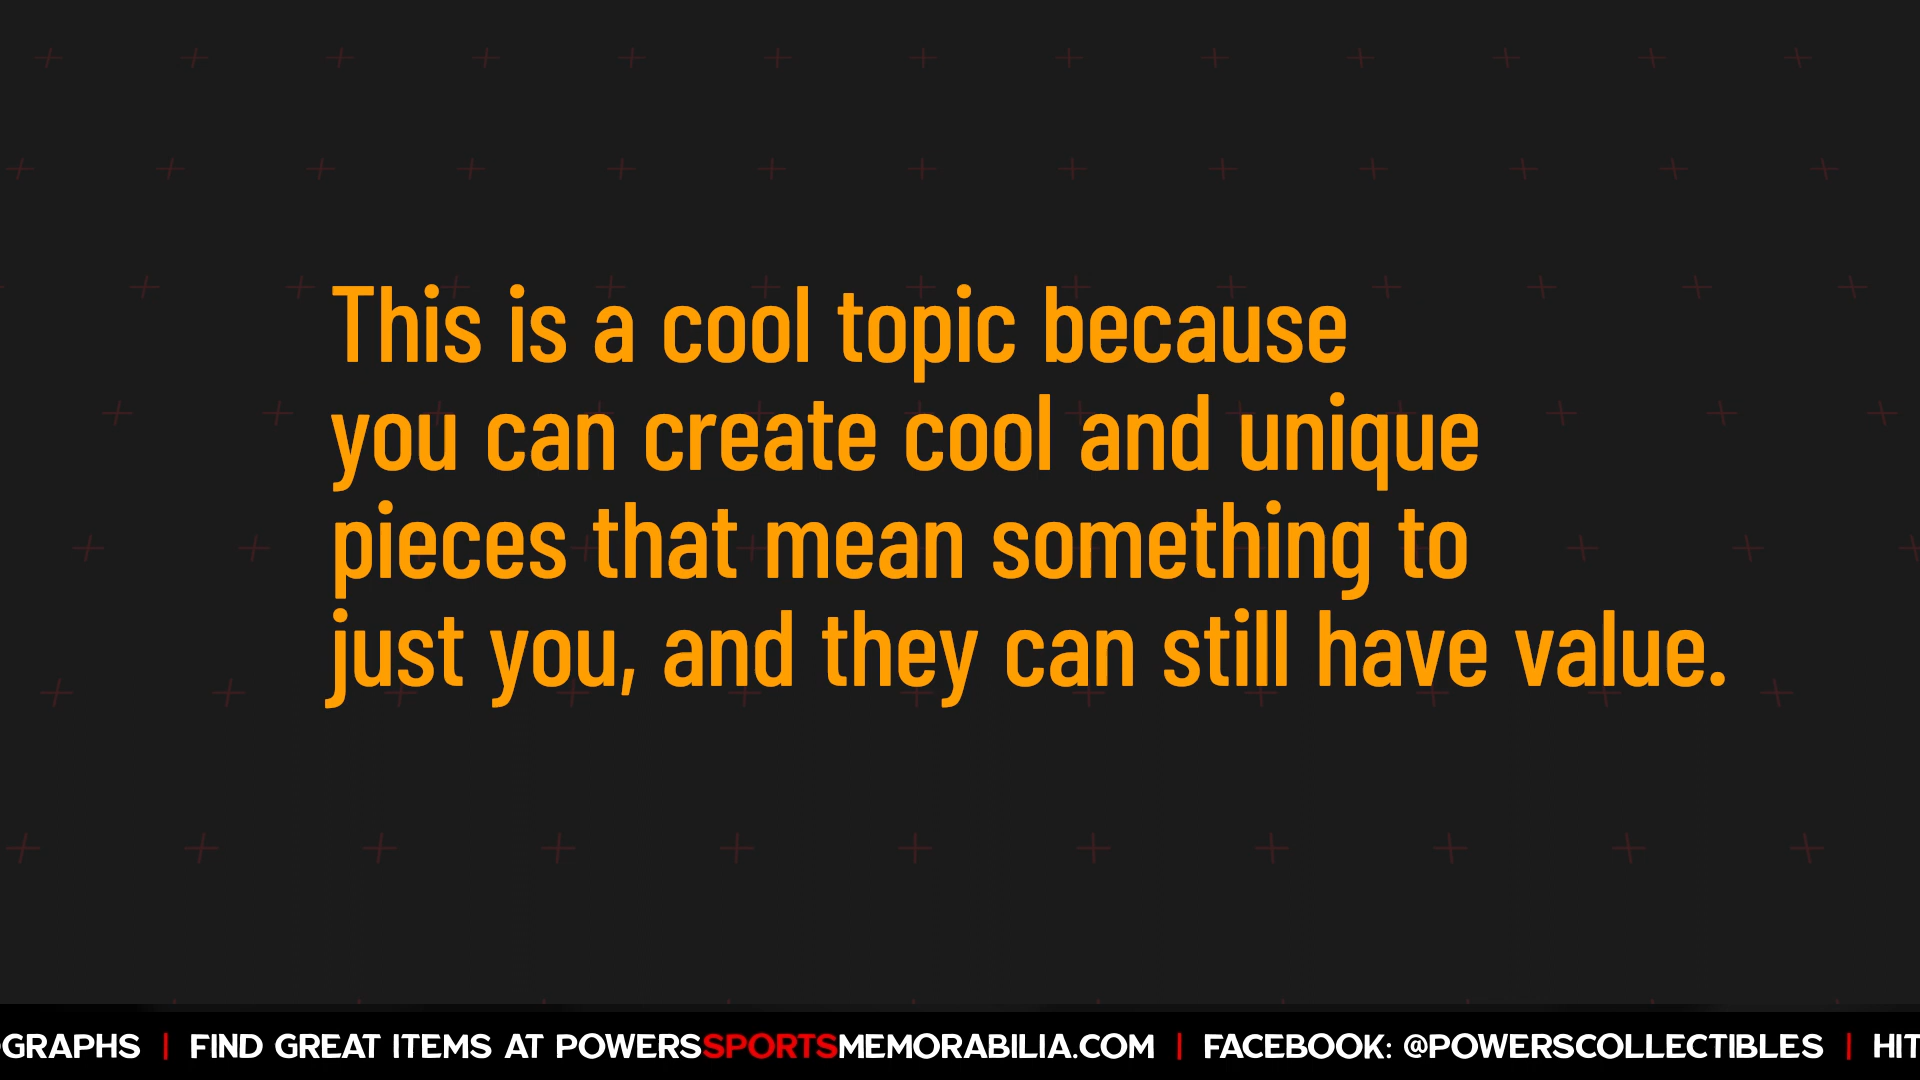 This is a cool topic because
you can create cool and unique
pieces that mean something to
just you, and they can still have value.
OGRAPHS | FIND GREAT ITEMS AT POWERSSPORTSMEMORABILIA.COM | FACEBOOK: @POWERSCOLLECTIBLES | HIT